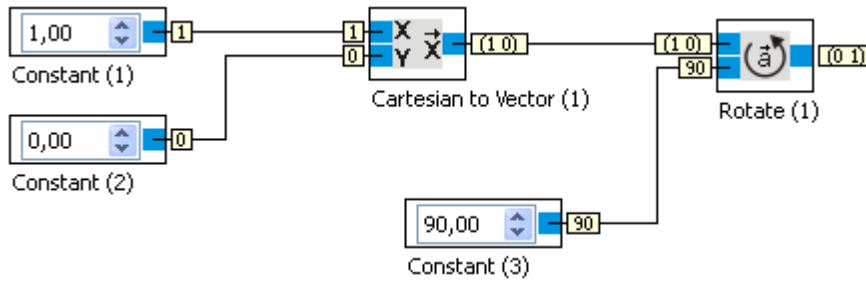 1,00
1
Constant (1)
0,00
0
Constant (2)
1
0
X
Y
X
(1 0)
Cartesian to Vector (1)
90,00
90
Constant (3)
(1 0)
90
a
(0 1)
Rotate (1)